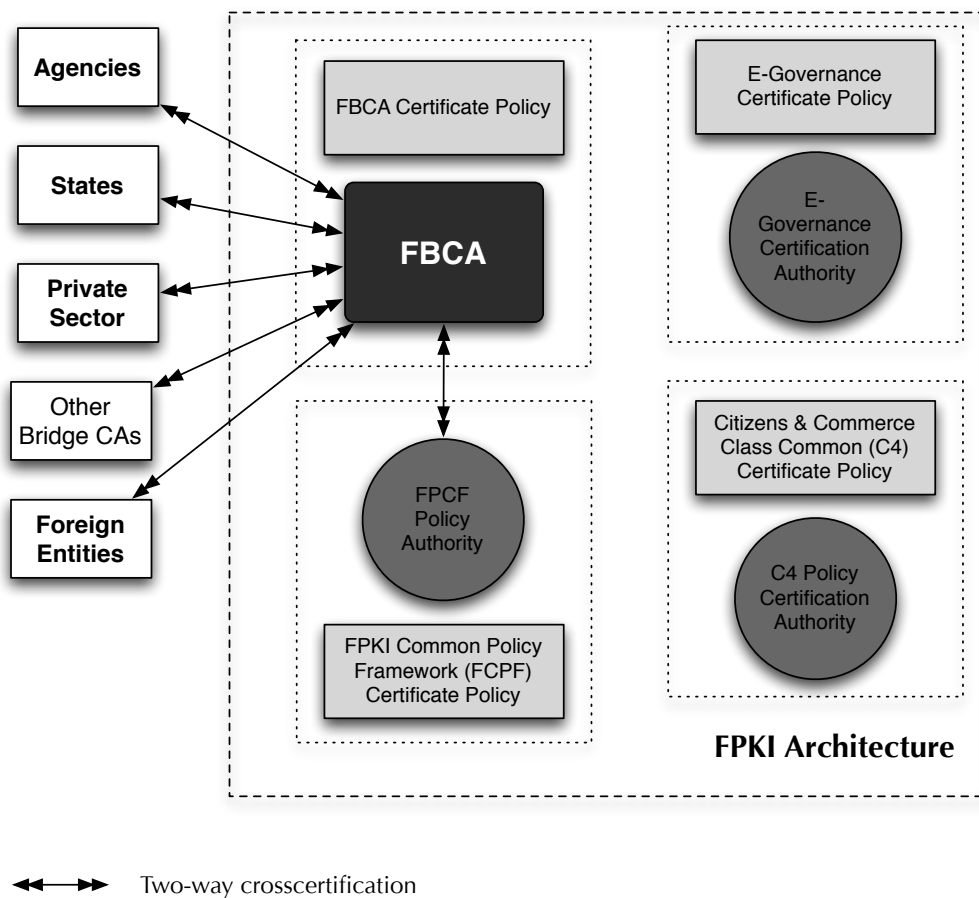 Agencies
States
Private
Sector
Other
Bridge CAs
Foreign
Entities
FBCA Certificate Policy
FBCA
FPCF
Policy
Authority
FPKI Common Policy
Framework (FCPF)
Certificate Policy
E-Governance
Certificate Policy
E-
Governance
Certification
Authority
Citizens & Commerce
Class Common (C4)
Certificate Policy
C4 Policy
Certification
Authority
FPKI Architecture
Two-way crosscertification